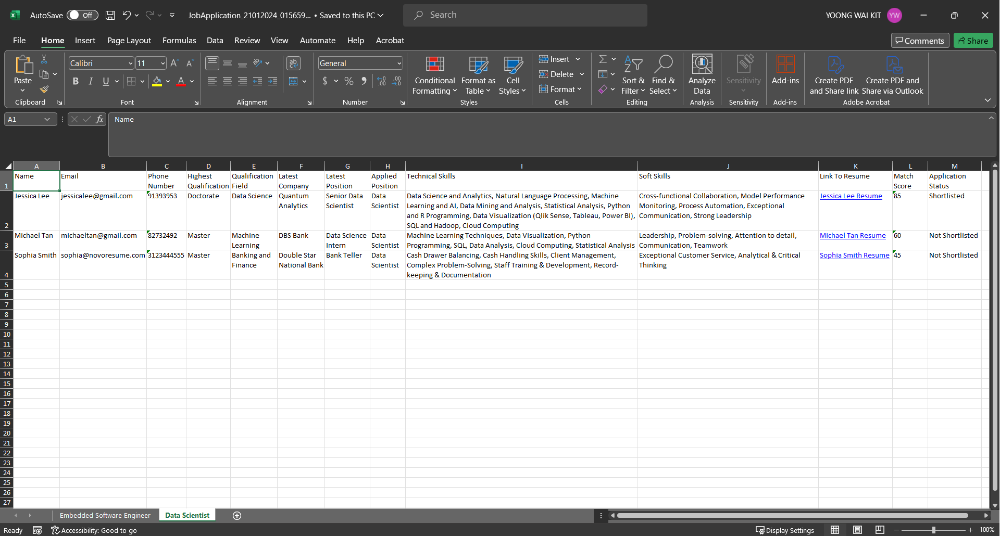 AutoSave Off JobApplication_21012024_015659... • Saved to this PC Search YOONG WAI KIT YW
File Home Insert Page Layout Formulas Data Review View Automate Help Acrobat Comments Share
Calibri 11 General Insert
Delete
Format
Paste B I U $ % 9 Conditional Formatting Format as Table Cell Styles Sort & Filter Find & Select Analyze Data Sensitivity Add-ins Create PDF and Share link Create PDF and Share via Outlook
Clipboard Font Alignment Number Styles Cells Editing Analysis Sensitivity Add-ins Adobe Acrobat
A1 fx Name
A B C D E F G H I J K L M
1 Name Email Phone Number Highest Qualification Qualification Field Latest Company Latest Position Applied Position Technical Skills Soft Skills Link To Resume Match Score Application Status
2 Jessica Lee jessicalee@gmail.com 91393953 Doctorate Data Science Quantum Analytics Senior Data Scientist Data Scientist Data Science and Analytics, Natural Language Processing, Machine Learning and AI, Data Mining and Analysis, Statistical Analysis, Python and R Programming, Data Visualization (Qlik Sense, Tableau, Power BI), SQL and Hadoop, Cloud Computing Cross-functional Collaboration, Model Performance Monitoring, Process Automation, Exceptional Communication, Strong Leadership Jessica Lee Resume 85 Shortlisted
3 Michael Tan michaeltan@gmail.com 82732492 Master Machine Learning DBS Bank Data Science Intern Data Scientist Machine Learning Techniques, Data Visualization, Python Programming, SQL, Data Analysis, Cloud Computing, Statistical Analysis Leadership, Problem-solving, Attention to detail, Communication, Teamwork Michael Tan Resume 60 Not Shortlisted
4 Sophia Smith sophia@novoresume.com 3123444555 Master Banking and Finance Double Star National Bank Bank Teller Data Scientist Cash Drawer Balancing, Cash Handling Skills, Client Management, Complex Problem-Solving, Staff Training & Development, Record-keeping & Documentation Exceptional Customer Service, Analytical & Critical Thinking Sophia Smith Resume 45 Not Shortlisted
5
6
7
8
9
10
11
12
13
14
15
16
17
18
19
20
21
22
23
24
25
26
27
Embedded Software Engineer Data Scientist
Ready Accessibility: Good to go Display Settings 100%